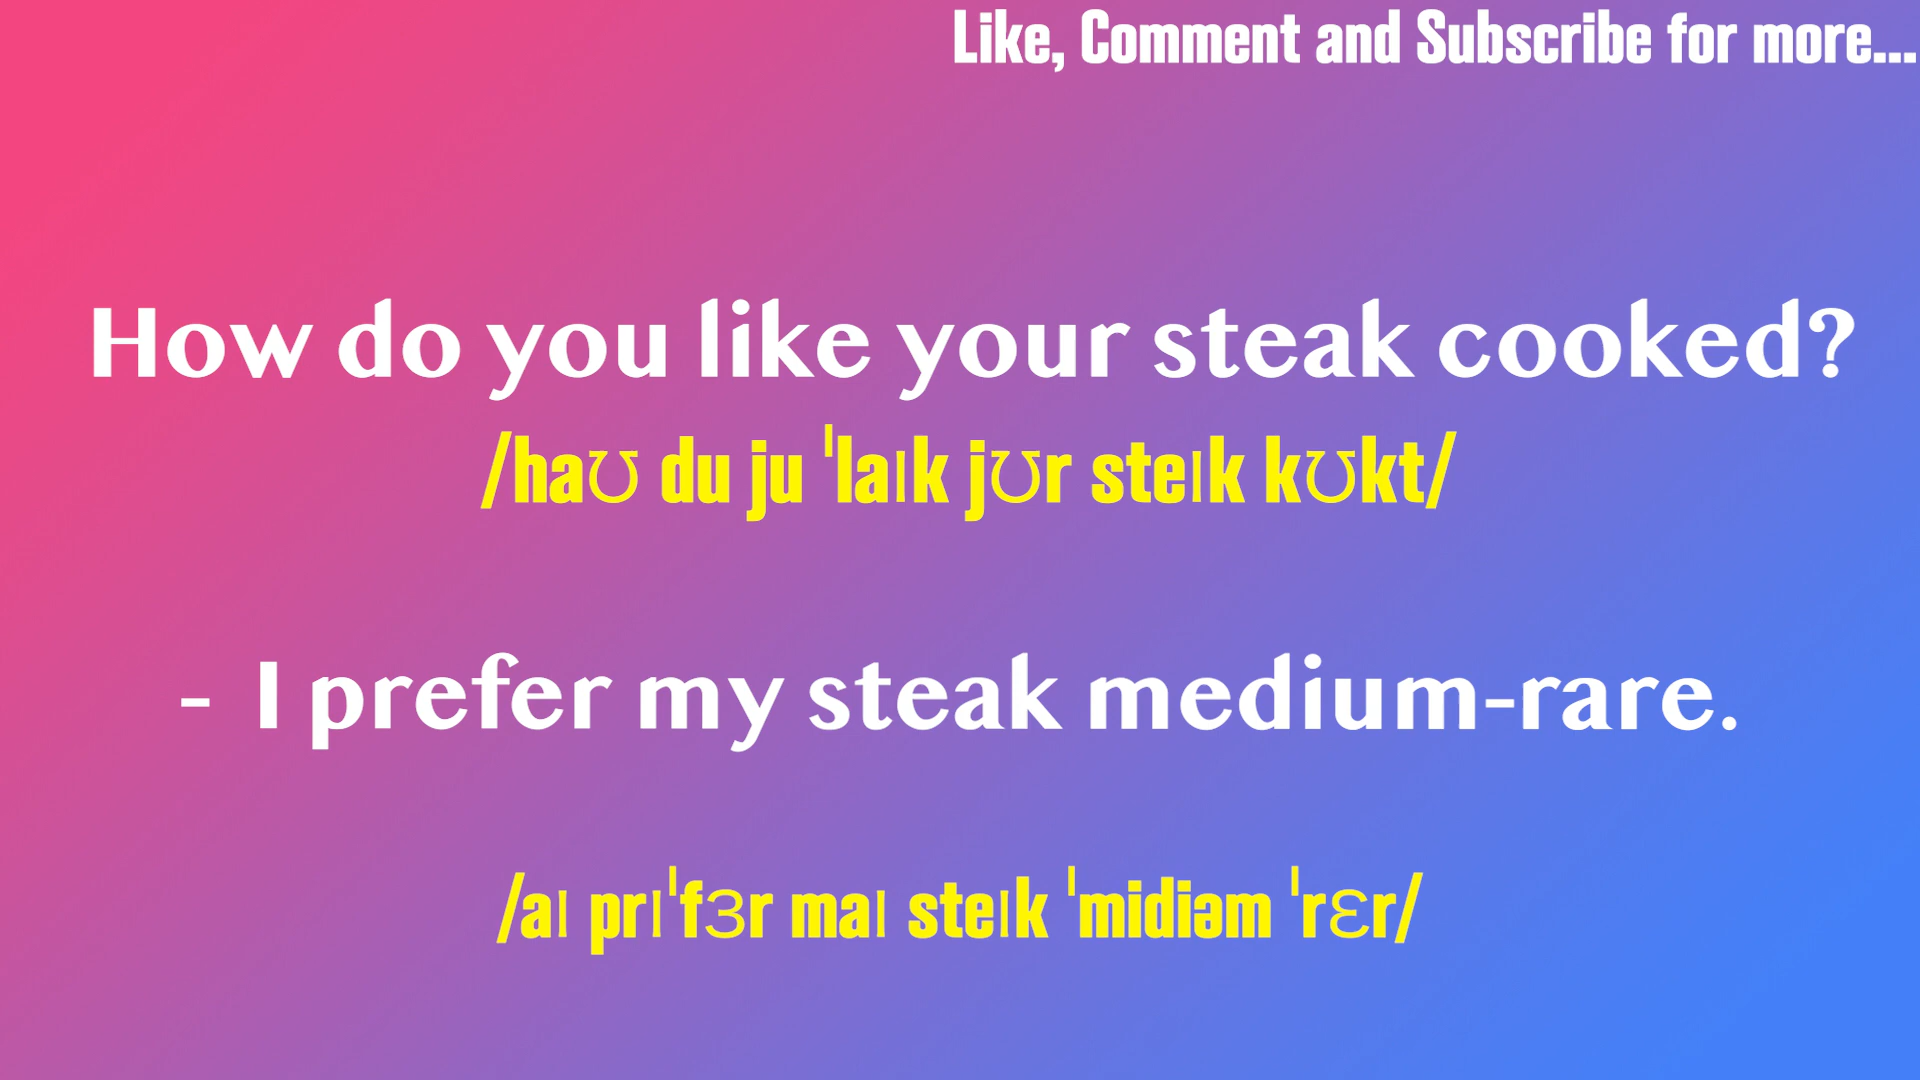 Like, Comment and Subscribe for more...
How do you like your steak cooked?
/haʊ du ju ˈlaɪk jʊr steɪk kʊkt/
- I prefer my steak medium-rare.
/aɪ prɪˈfɜr maɪ steɪk ˈmidiəm ˈrɛr/